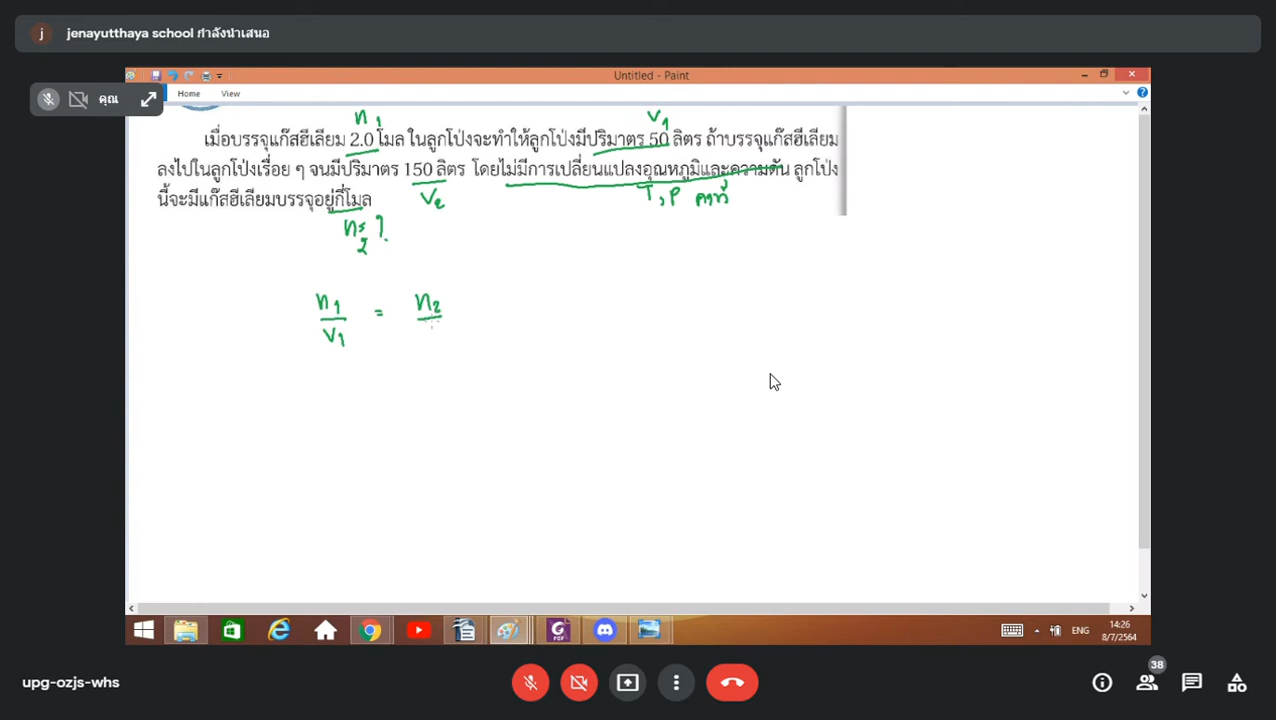 j jenayutthaya school กำลังนำเสนอ
Untitled - Paint
คุณ
Home View
n1 v1
เมื่อบรรจุแก๊สฮีเลียม 2.0 โมล ในลูกโป่งจะทำให้ลูกโป่งมีปริมาตร 50 ลิตร ถ้าบรรจุแก๊สฮีเลียม
ลงไปในลูกโป่งเรื่อย ๆ จนมีปริมาตร 150 ลิตร โดยไม่มีการเปลี่ยนแปลงอุณหภูมิและความดัน ลูกโป่ง
V2 T, P คงที่
นี้จะมีแก๊สฮีเลียมบรรจุอยู่กี่โมล
n2 = ?
n1 = n2
v1
PDF
ENG
14:26
8/7/2564
upg-ozjs-whs
38